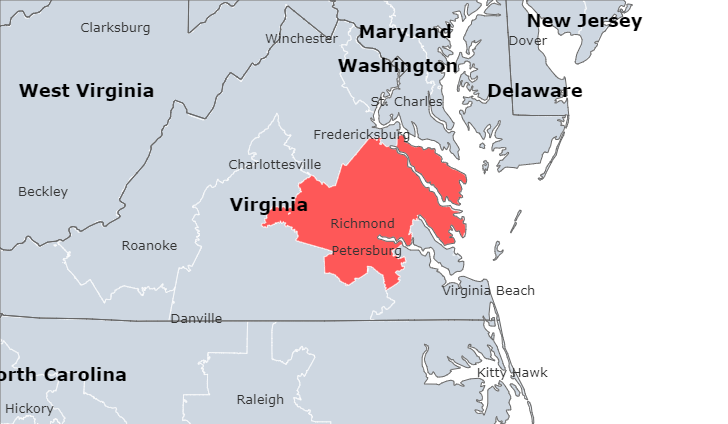 New Jersey
Clarksburg
Maryland
Winchester
Dover
Washington
West Virginia
Delaware
St. Charles
Fredericksburg
Charlottesville
Beckley
Virginia
Richmond
Roanoke
Petersburg
Virginia Beach
Danville
orth Carolina
Kitty Hawk
Raleigh
Hickory